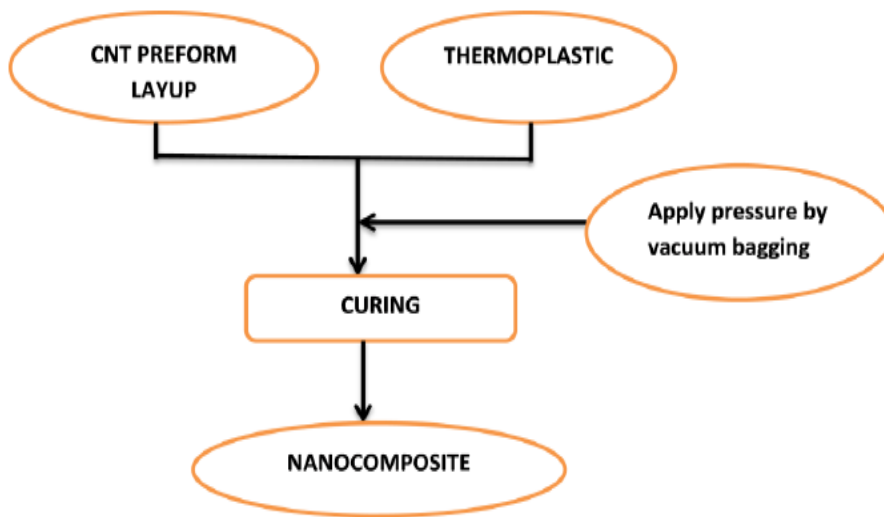 CNT PREFORM
LAYUP
THERMOPLASTIC
Apply pressure by
vacuum bagging
CURING
NANOCOMPOSITE